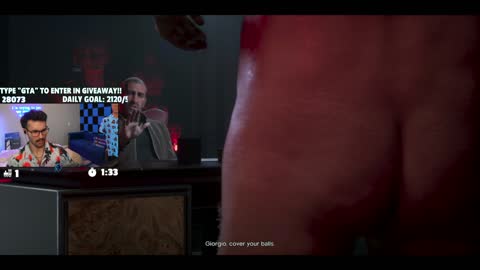 TYPE "GTA" TO ENTER IN GIVEAWAY!!
28073
DAILY GOAL: 2120/5
1
1:33
Giorgio, cover your balls.